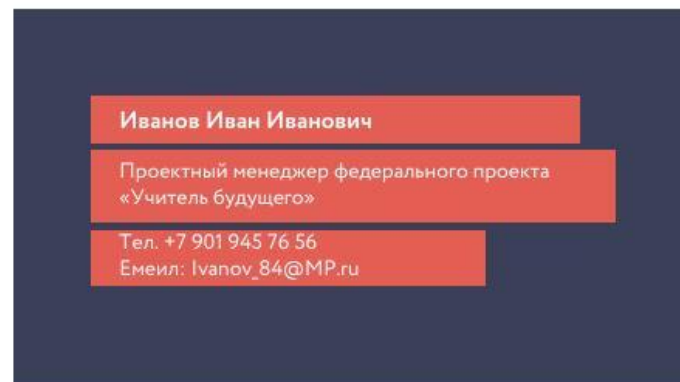 Иванов Иван Иванович
Проектный менеджер федерального проекта
«Учитель будущего»
Тел. +7 901 945 76 56
Емеил: Ivanov_84@MP.ru